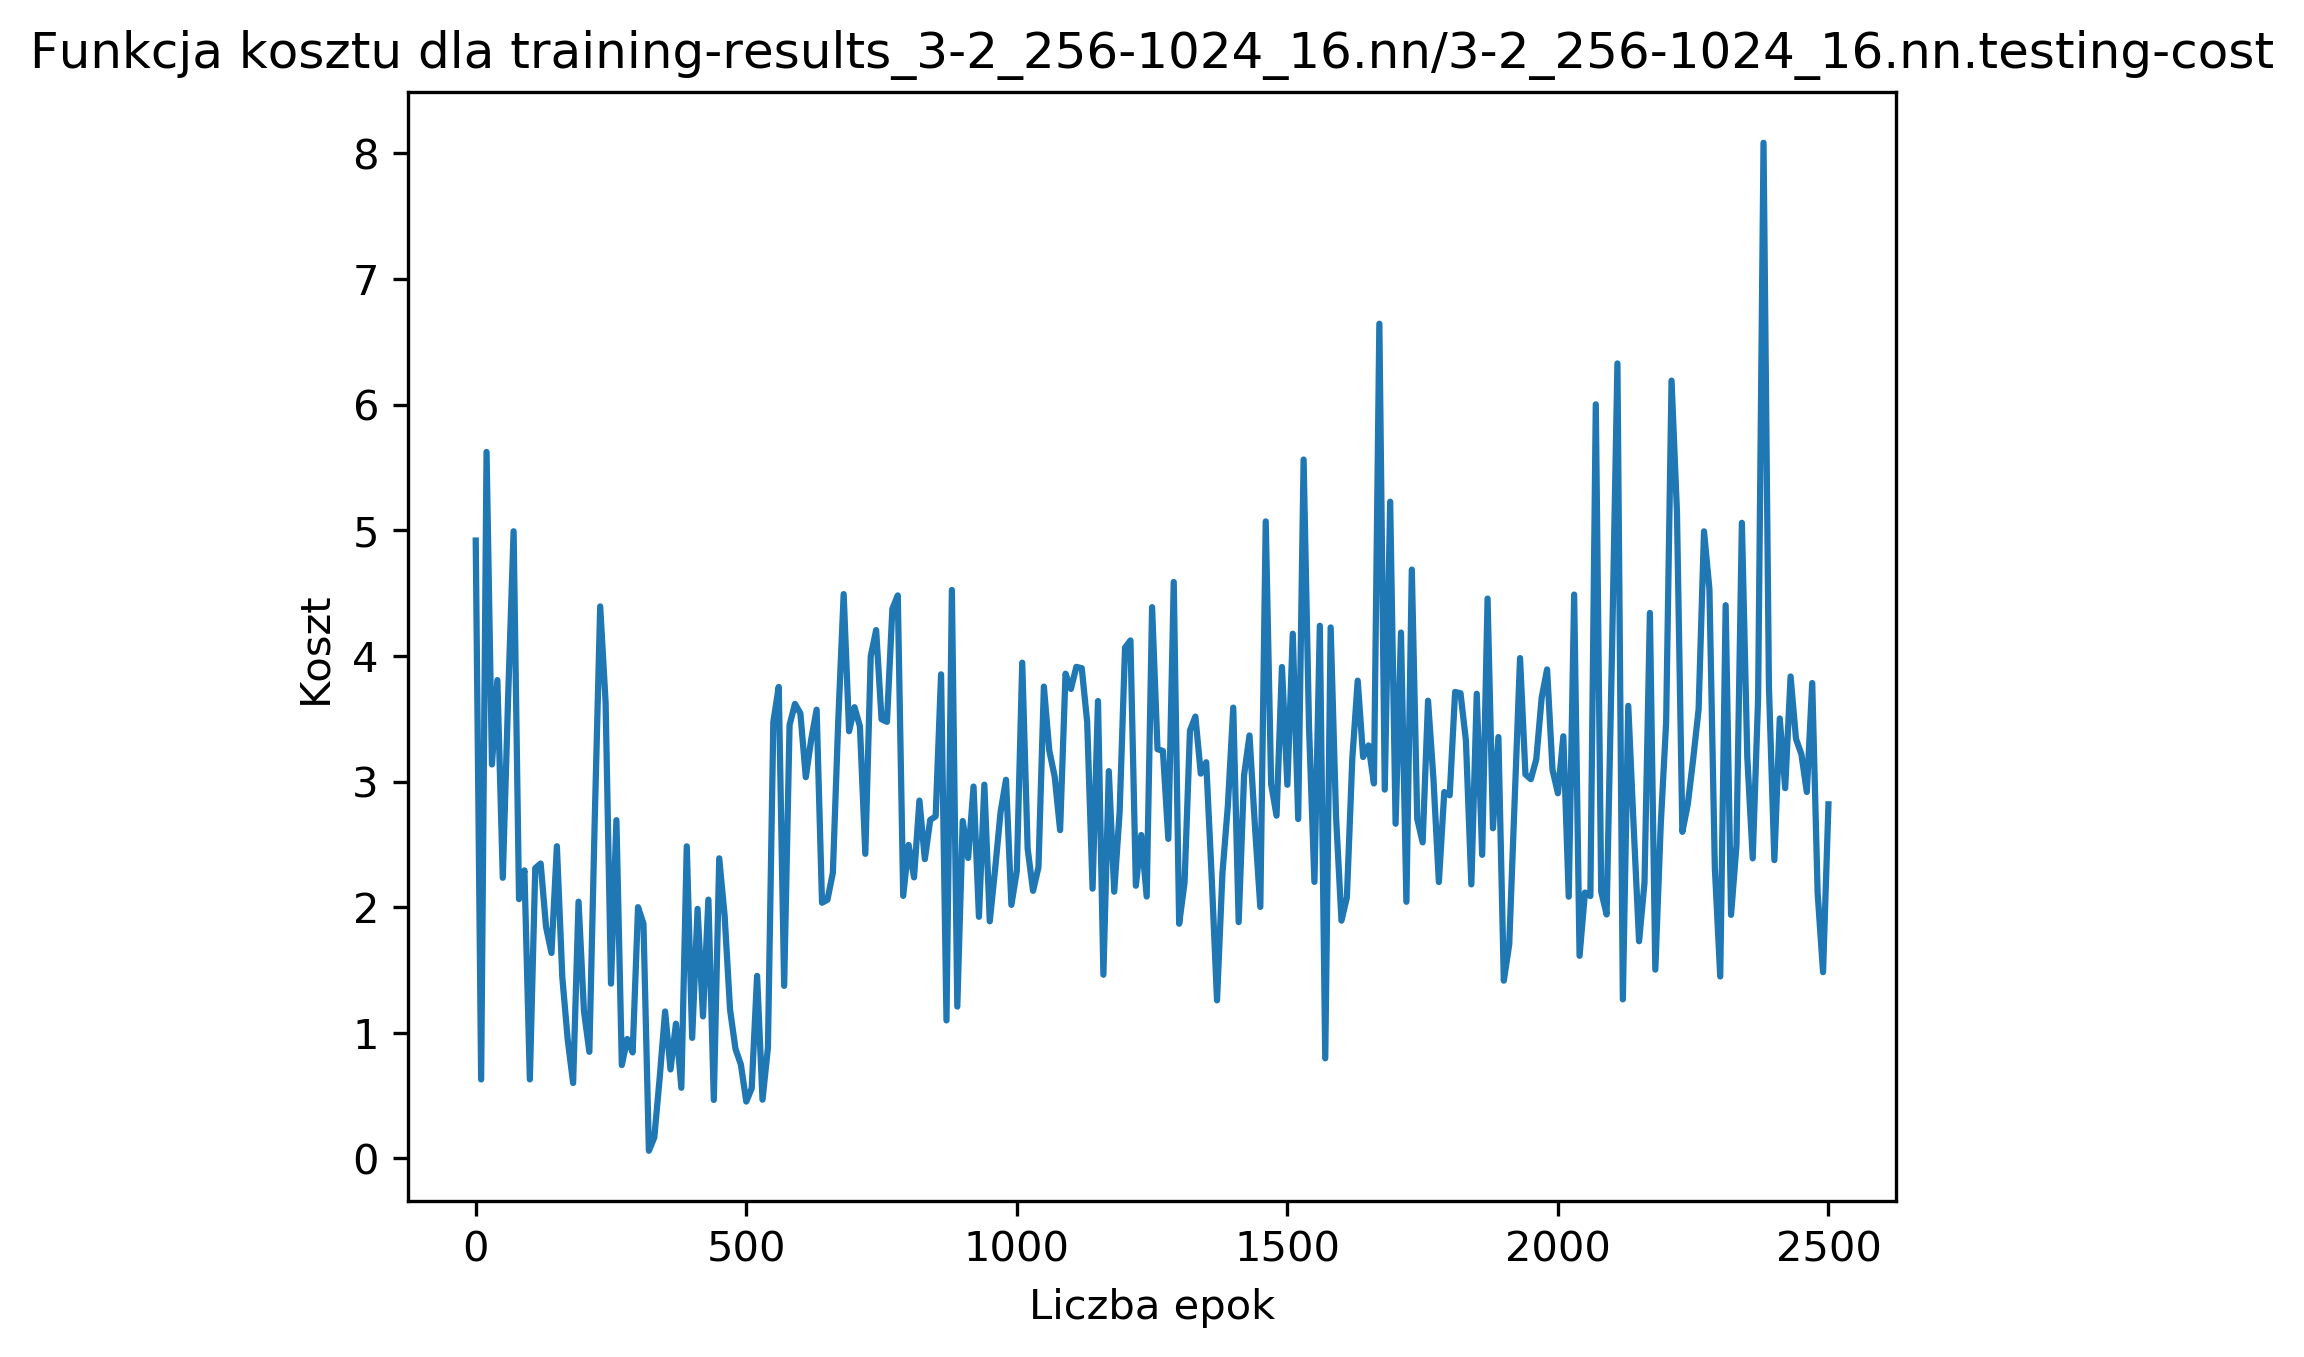 Funkcja kosztu dla training-results_3-2_256-1024_16.nn/3-2_256-1024_16.nn.testing-cost
8
7
6
5
4
3
2
1
0
Koszt
0 500 1000 1500 2000 2500
Liczba epok